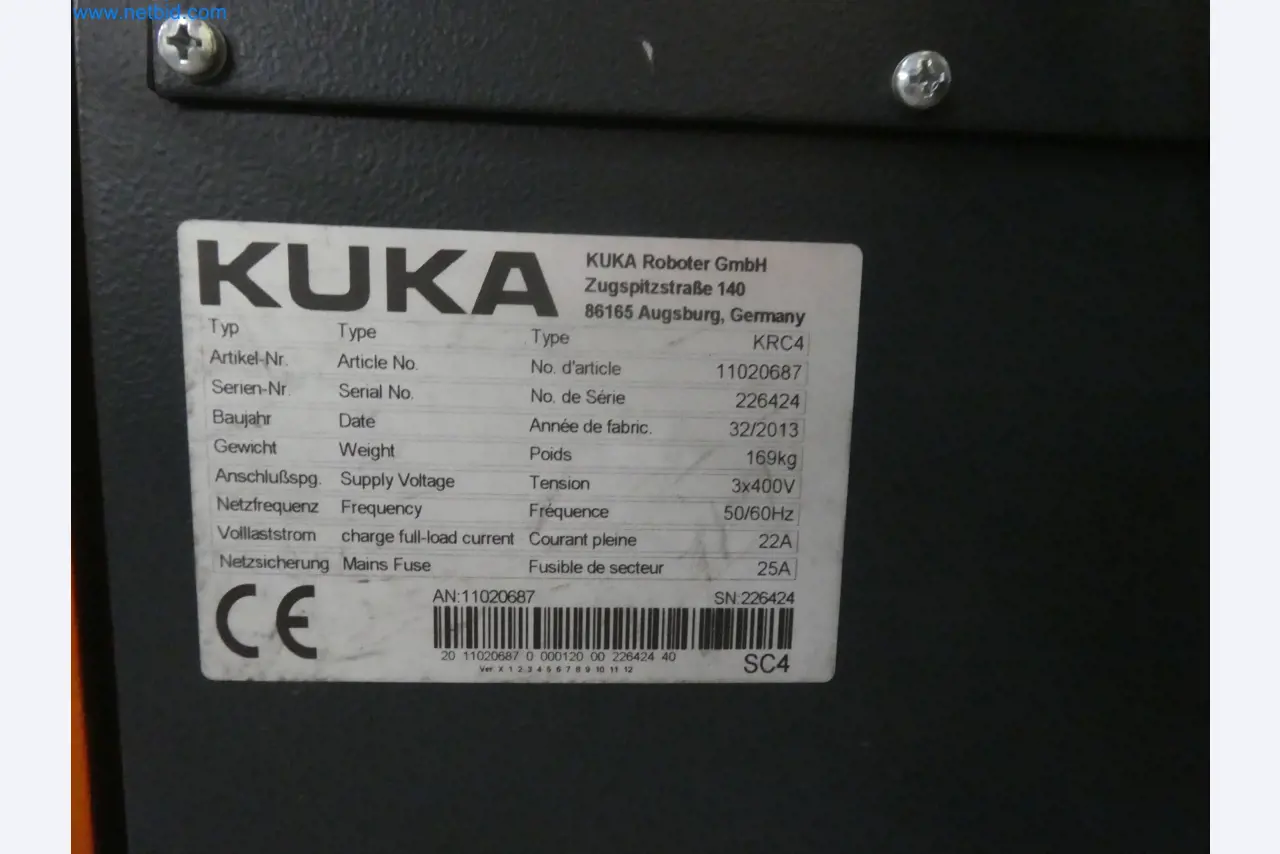 www.netbid.com
KUKA
KUKA Roboter GmbH
Zugspitzstraße 140
86165 Augsburg, Germany
Typ Type Type KRC4
Artikel-Nr. Article No. No. d'article 11020687
Serien-Nr. Serial No. No. de Série 226424
Baujahr Date Année de fabric. 32/2013
Gewicht Weight Poids 169kg
Anschlußspg. Supply Voltage Tension 3x400V
Netzfrequenz Frequency Fréquence 50/60Hz
Volllaststrom charge full-load current Courant pleine 22A
Netzsicherung Mains Fuse Fusible de secteur 25A
CE
AN:11020687 SN:226424
20 11020687 0 000120 00 226424 40
Ver X 1 2 3 4 5 6 7 8 9 10 11 12
SC4